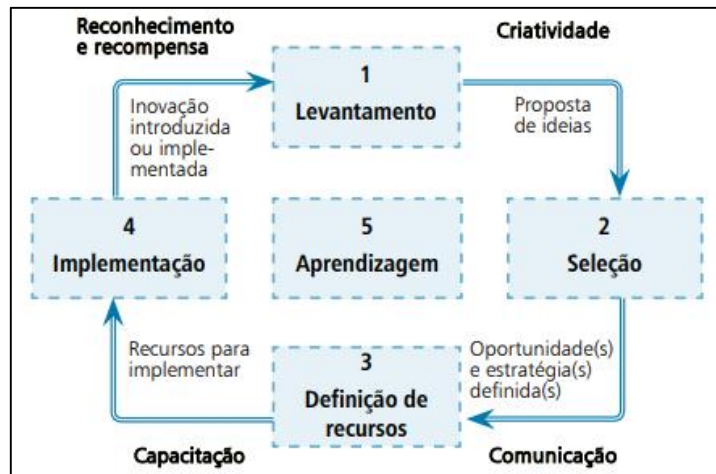 Reconhecimento
e recompensa
Criatividade
1
Levantamento
Inovação
introduzida
ou imple-
mentada
Proposta
de ideias
4
Implementação
5
Aprendizagem
2
Seleção
Recursos para
implementar
3
Definição de
recursos
Oportunidade(s)
e estratégia(s)
definida(s)
Capacitação
Comunicação